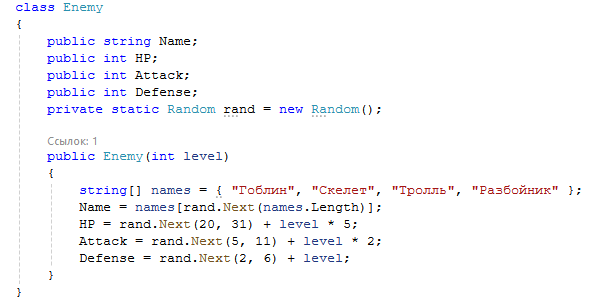 class Enemy
{
public string Name;
public int HP;
public int Attack;
public int Defense;
private static Random rand = new Random();
Ссылок: 1
public Enemy(int level)
{
string[] names = { "Гоблин", "Скелет", "Тролль", "Разбойник" };
Name = names[rand.Next(names.Length)];
HP = rand.Next(20, 31) + level * 5;
Attack = rand.Next(5, 11) + level * 2;
Defense = rand.Next(2, 6) + level;
}
}